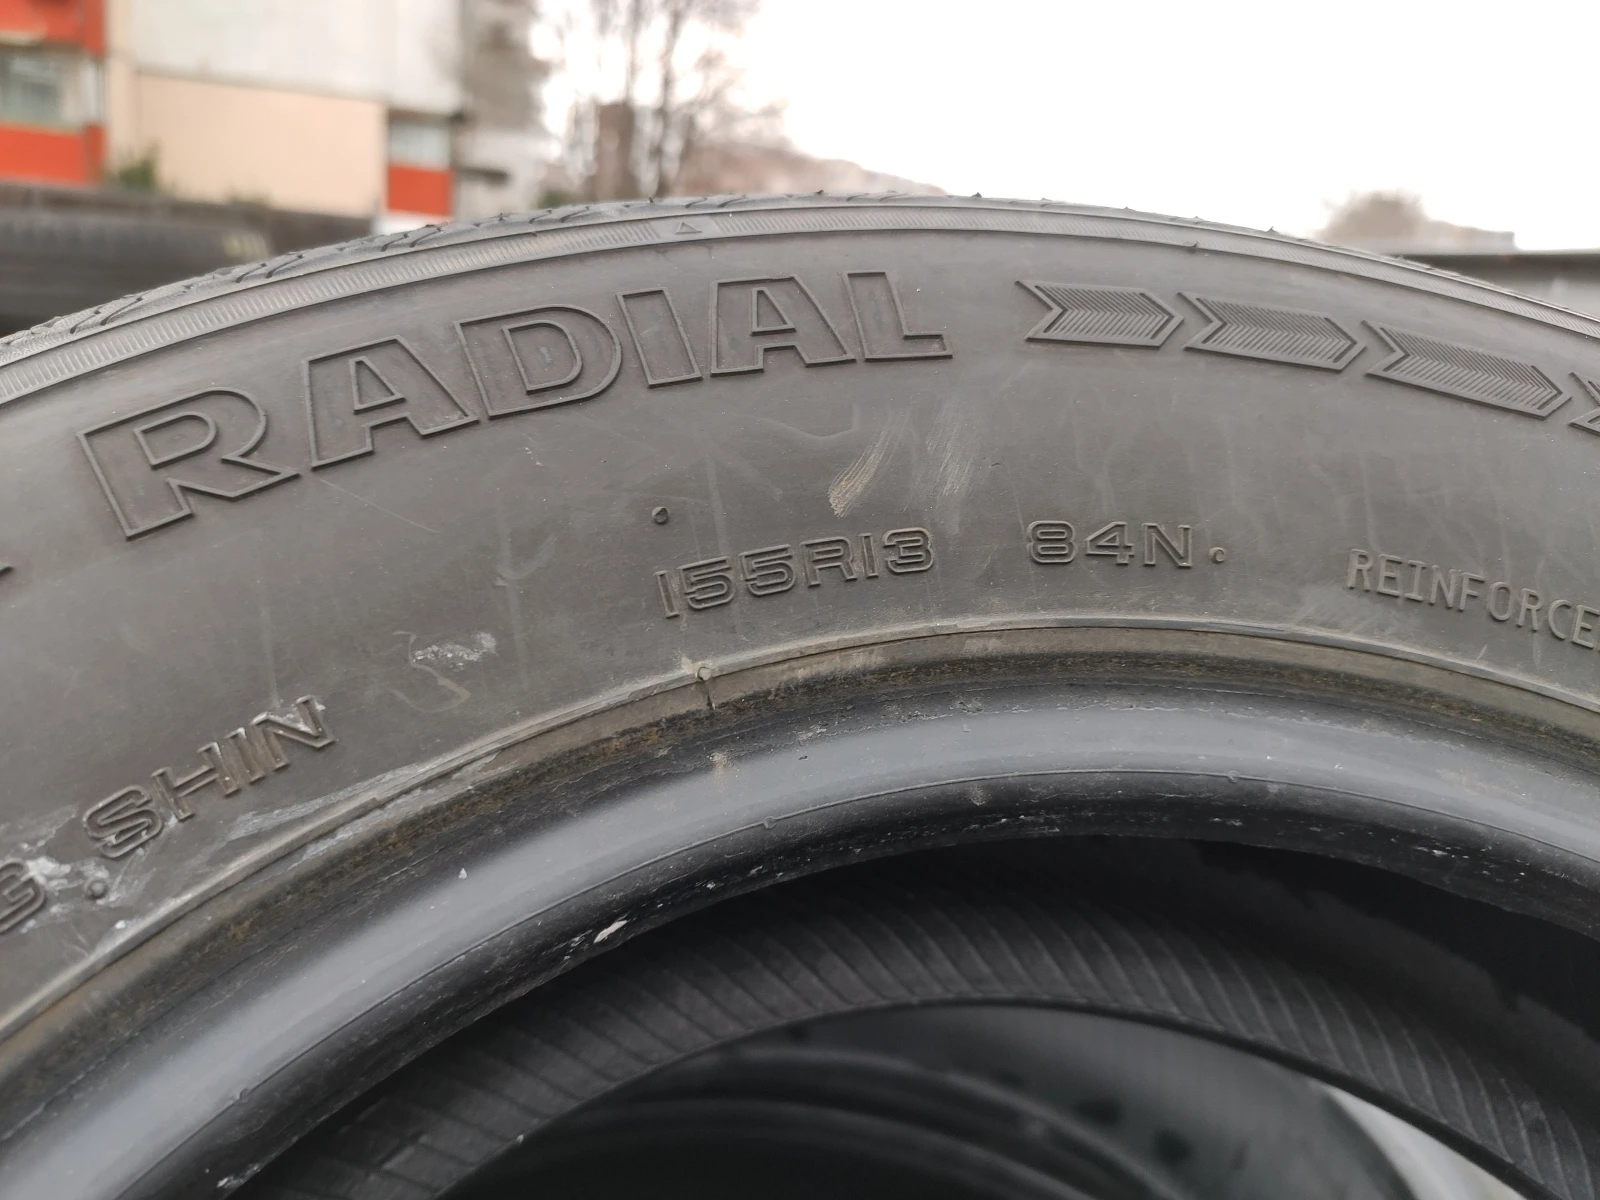 RADIAL
155R13 84N
REINFORCE
SHIN